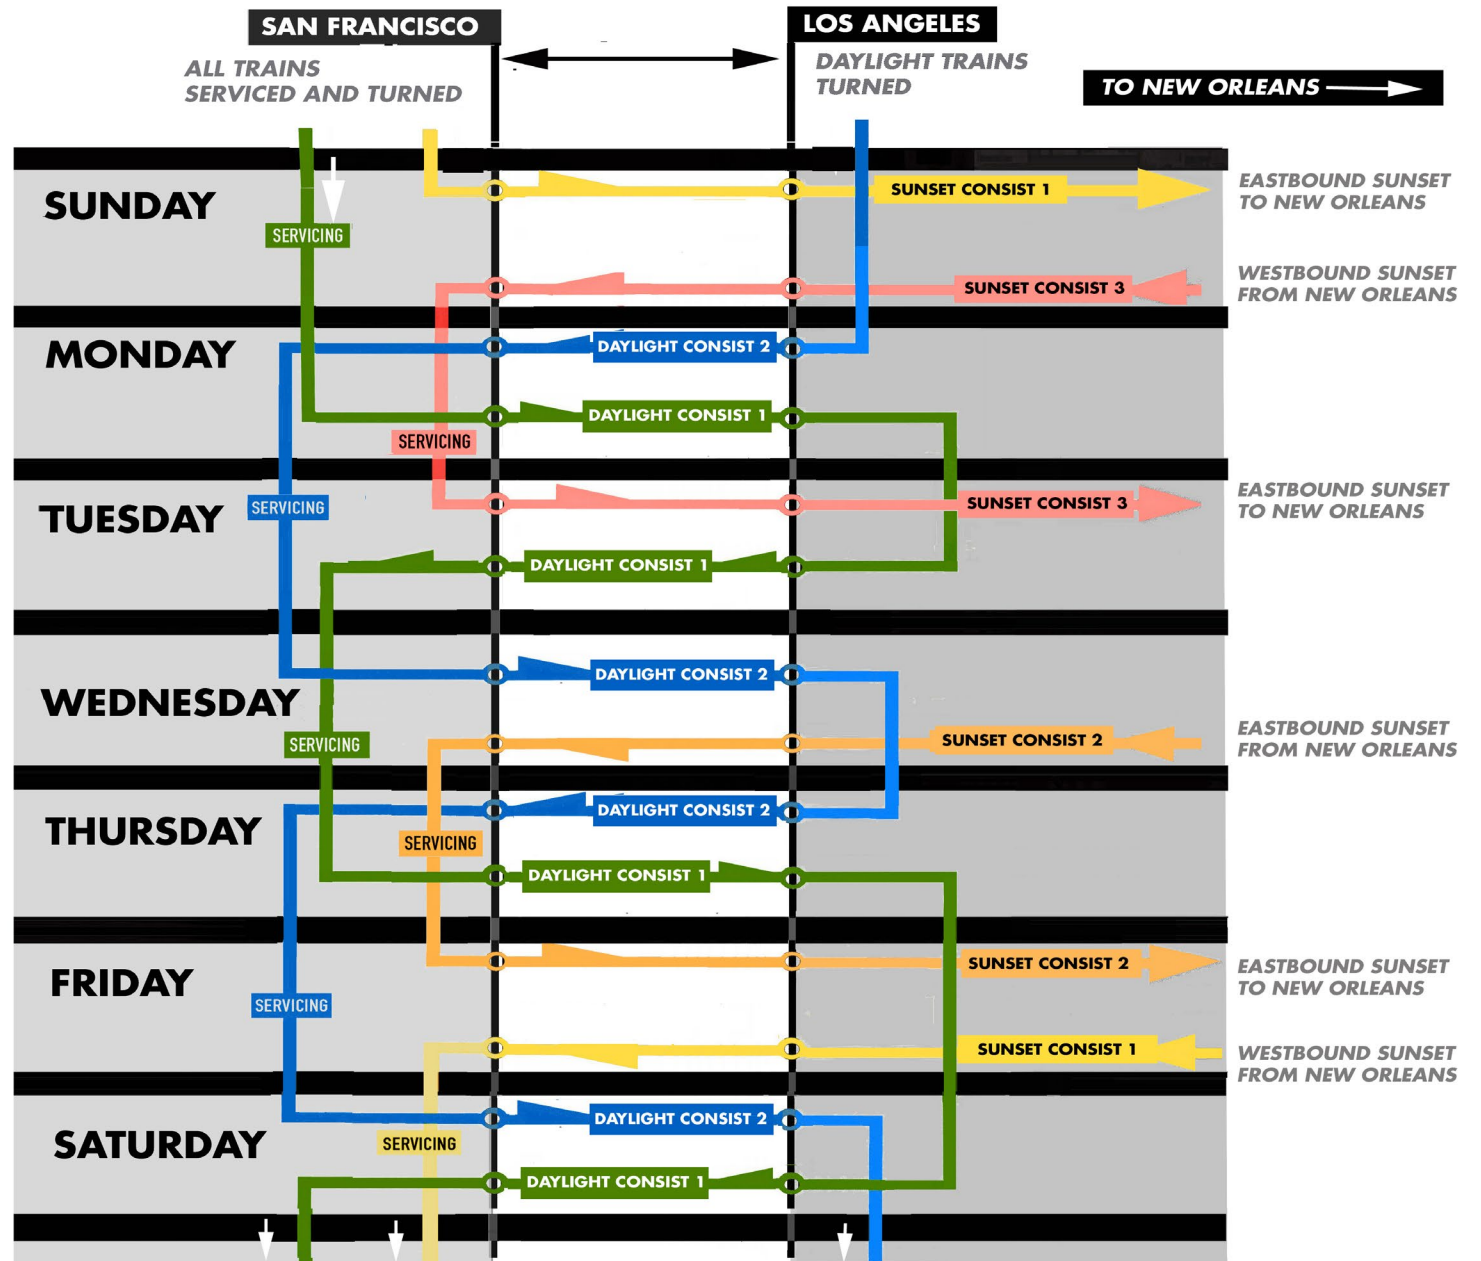 SAN FRANCISCO
LOS ANGELES
ALL TRAINS
SERVICED AND TURNED
DAYLIGHT TRAINS
TURNED
TO NEW ORLEANS
SUNDAY
SUNSET CONSIST 1
EASTBOUND SUNSET
TO NEW ORLEANS
SERVICING
SUNSET CONSIST 3
WESTBOUND SUNSET
FROM NEW ORLEANS
MONDAY
DAYLIGHT CONSIST 2
DAYLIGHT CONSIST 1
SERVICING
TUESDAY
SERVICING
SUNSET CONSIST 3
EASTBOUND SUNSET
TO NEW ORLEANS
DAYLIGHT CONSIST 1
WEDNESDAY
DAYLIGHT CONSIST 2
SERVICING
SUNSET CONSIST 2
EASTBOUND SUNSET
FROM NEW ORLEANS
THURSDAY
DAYLIGHT CONSIST 2
SERVICING
DAYLIGHT CONSIST 1
FRIDAY
SUNSET CONSIST 2
EASTBOUND SUNSET
TO NEW ORLEANS
SERVICING
SUNSET CONSIST 1
WESTBOUND SUNSET
FROM NEW ORLEANS
SATURDAY
DAYLIGHT CONSIST 2
SERVICING
DAYLIGHT CONSIST 1